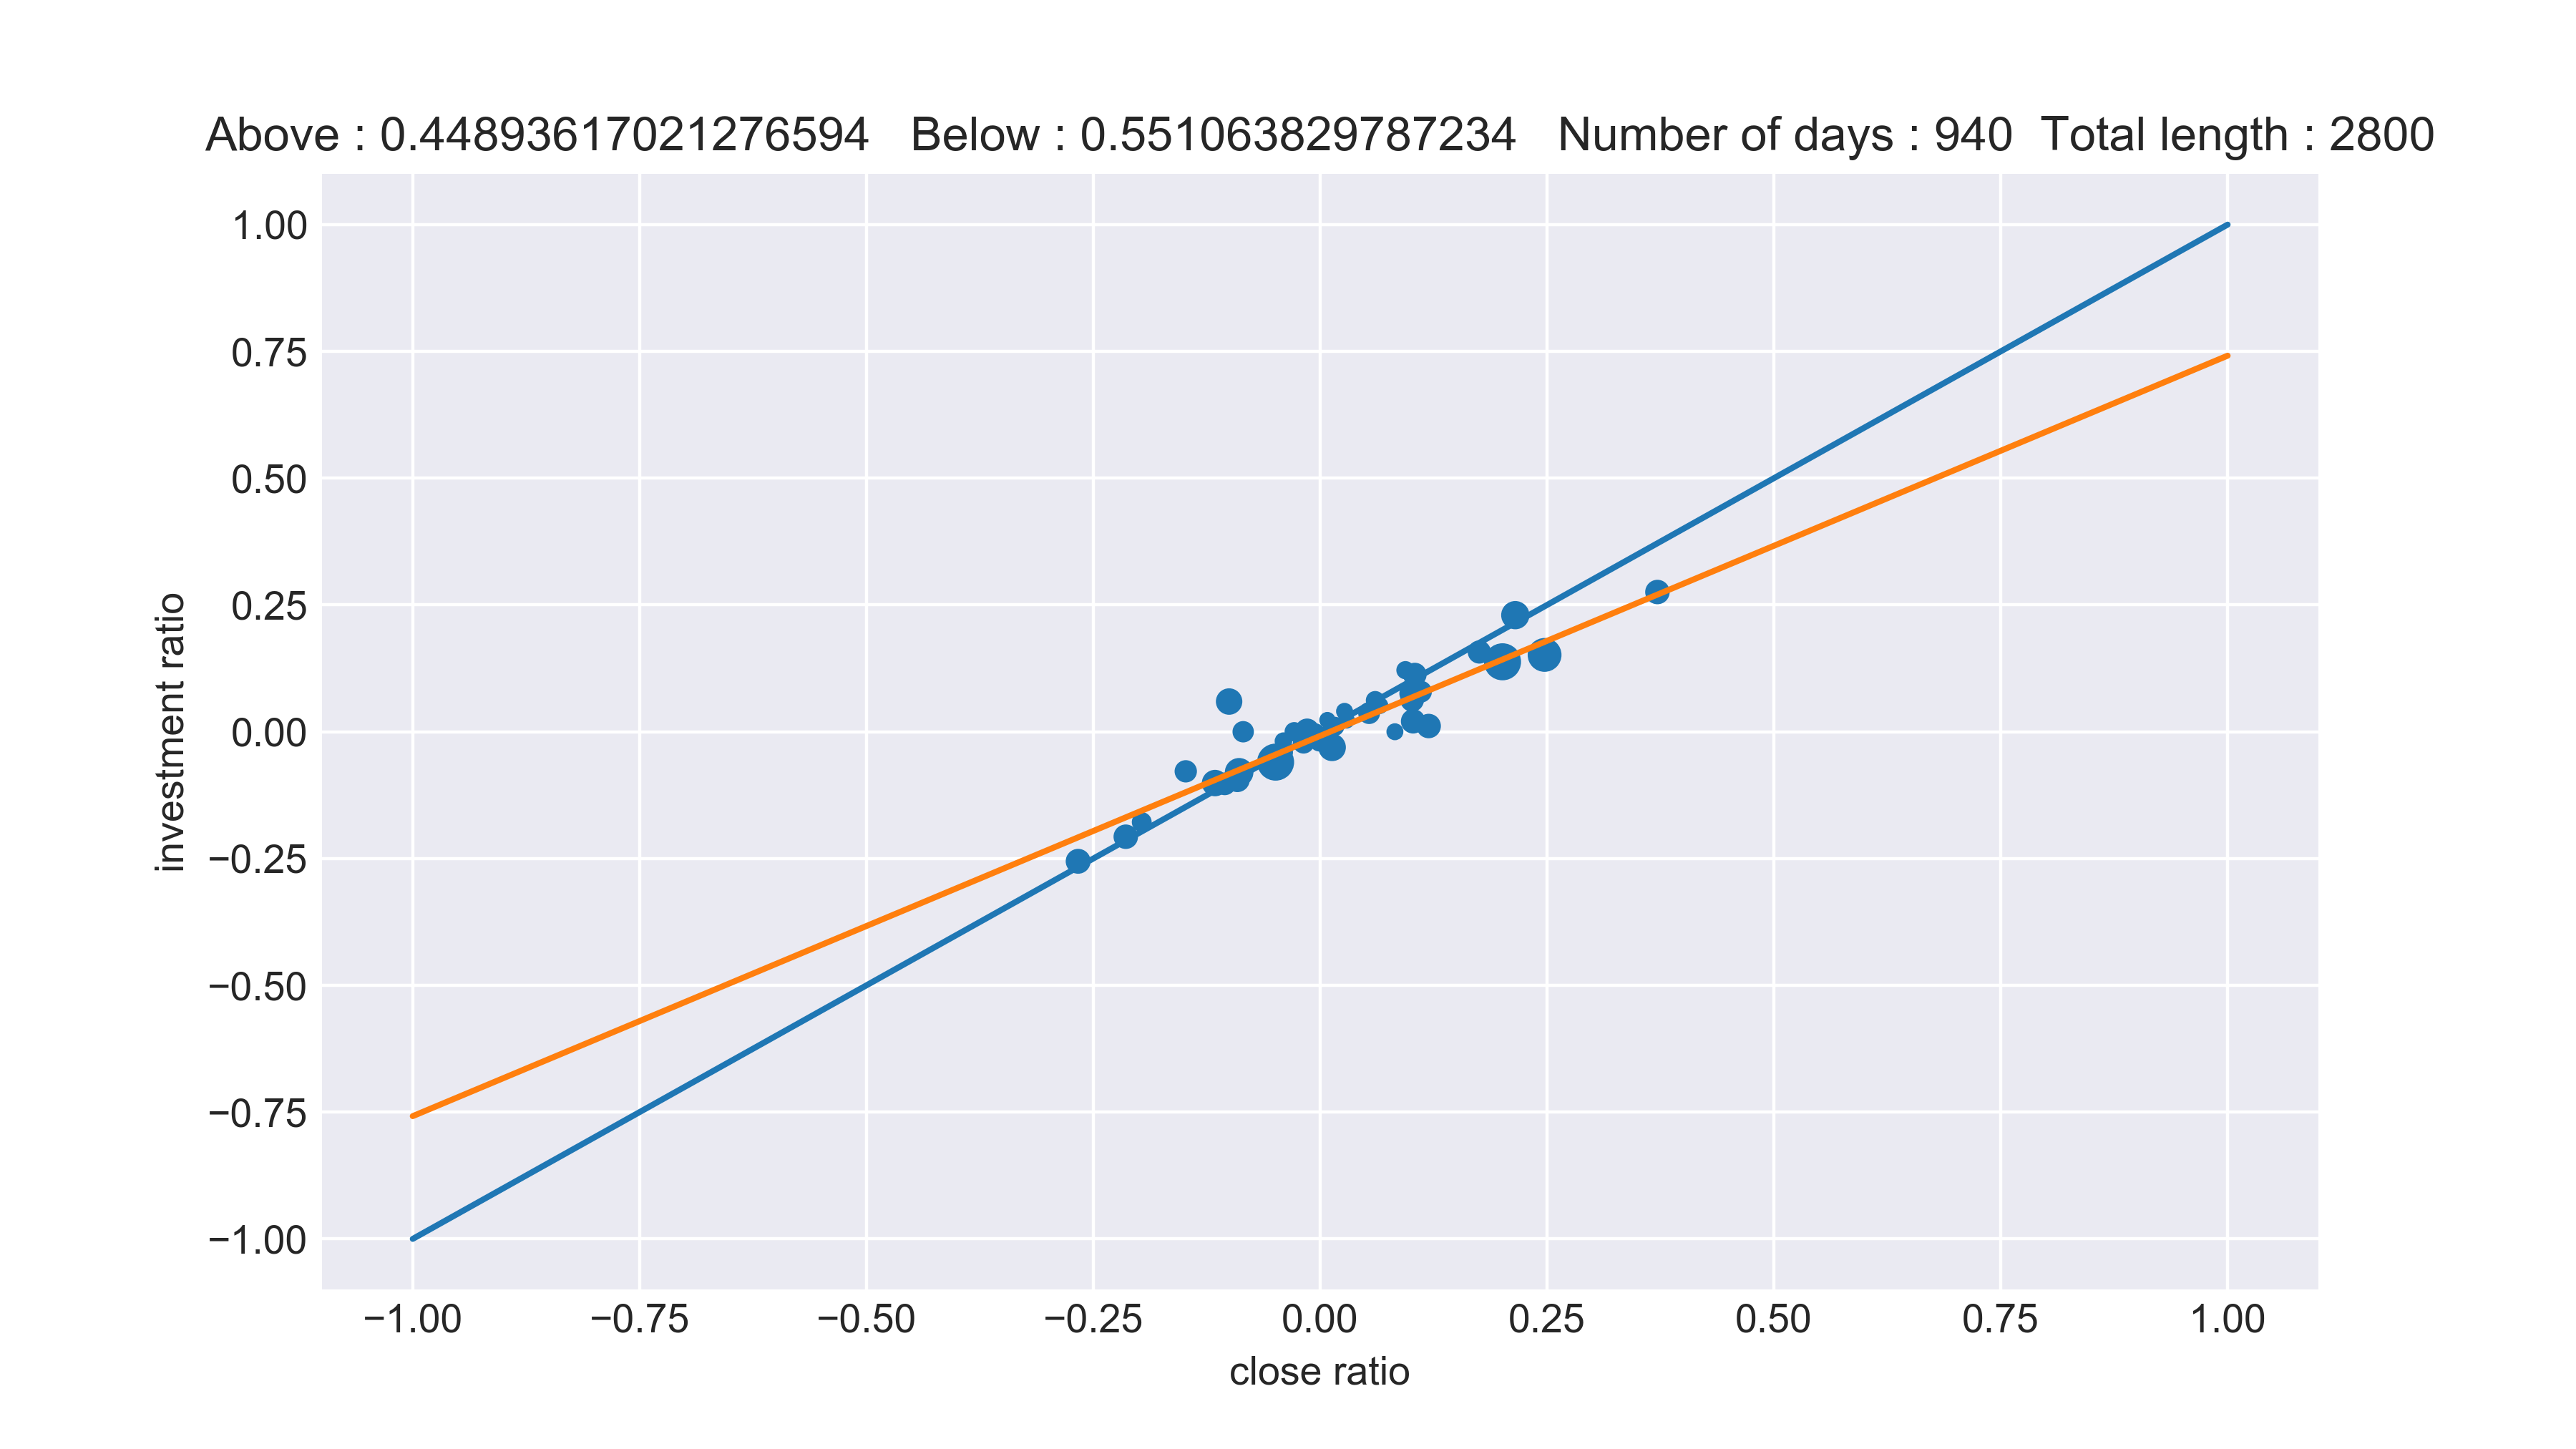 Above : 0.44893617021276594   Below : 0.551063829787234   Number of days : 940  Total length : 2800
1.00
0.75
0.50
0.25
0.00
−0.25
−0.50
−0.75
−1.00
investment ratio
−1.00 −0.75 −0.50 −0.25 0.00 0.25 0.50 0.75 1.00
close ratio